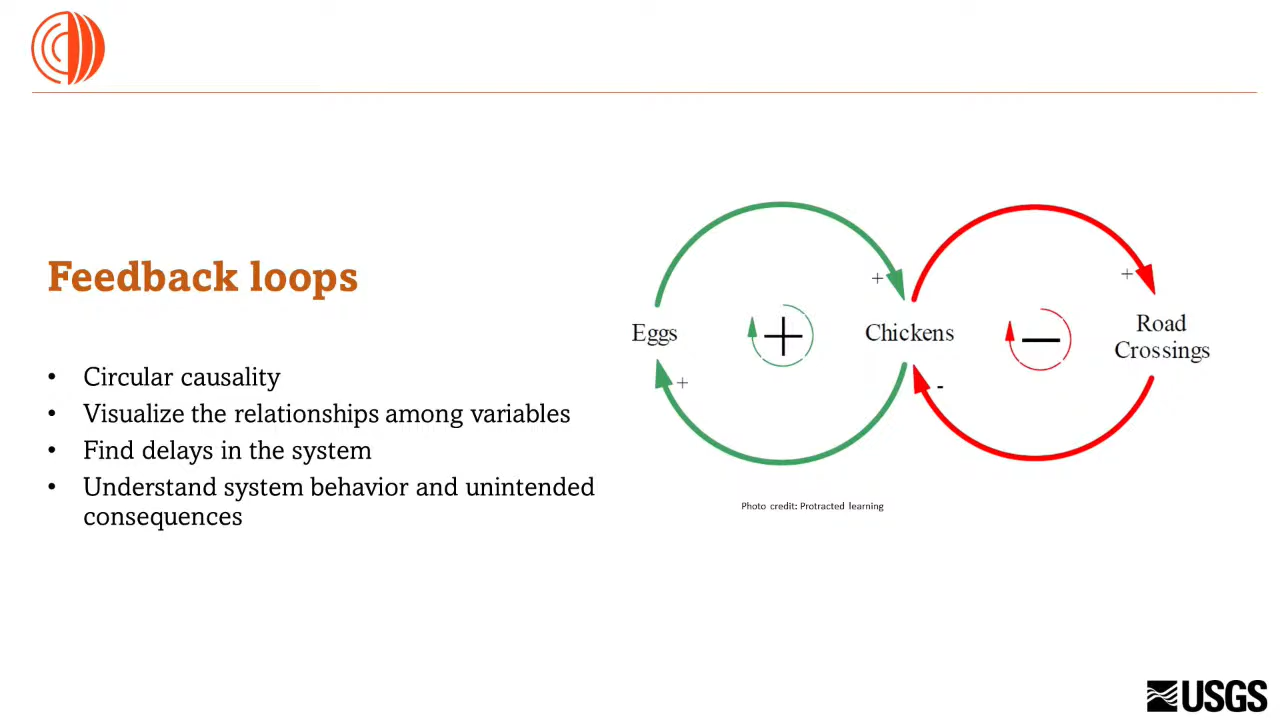 Feedback loops
• Circular causality
• Visualize the relationships among variables
• Find delays in the system
• Understand system behavior and unintended
consequences
+
+
Eggs
+
Chickens
—
Road
Crossings
+
-
Photo credit: Protracted learning
USGS